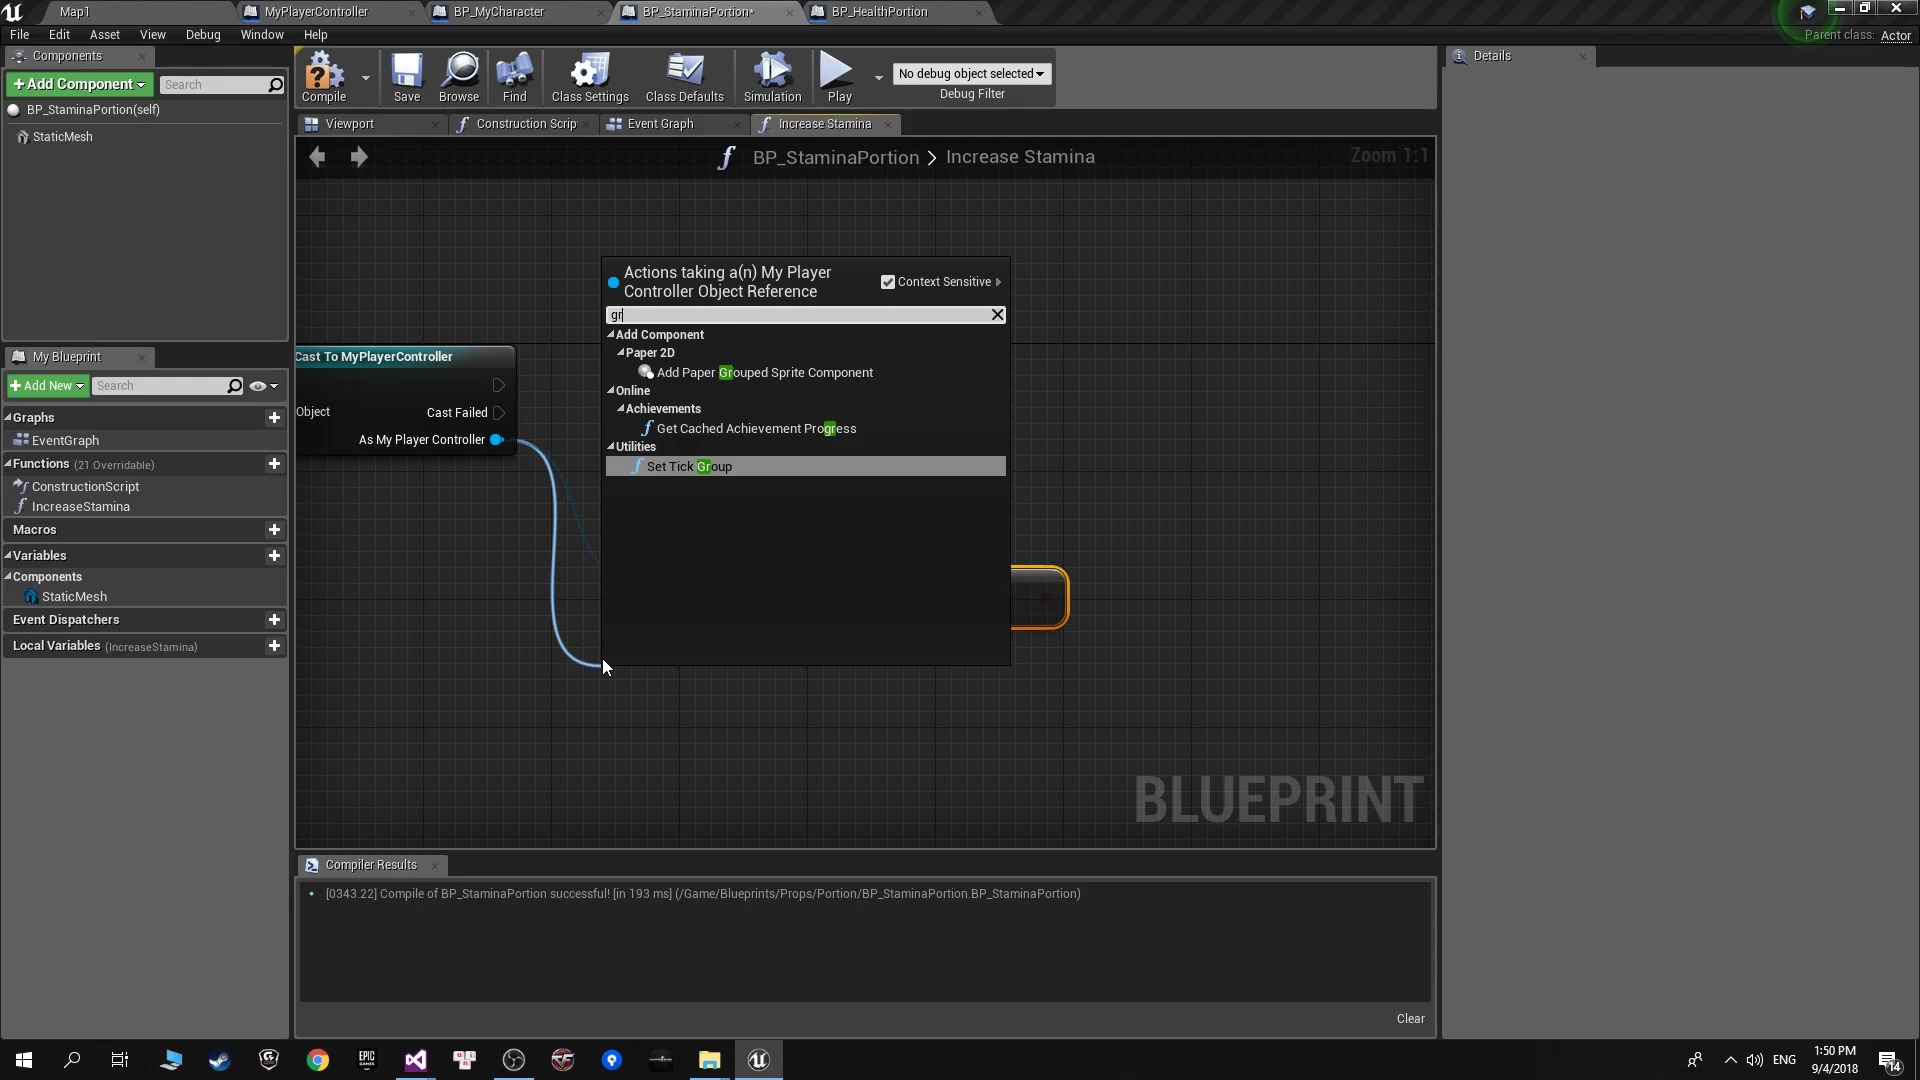 Map1
MyPlayerController
BP_MyCharacter
BP_StaminaPortion*
BP_HealthPortion
File Edit Asset View Debug Window Help
Parent class: Actor
Components
+Add Component
Search
BP_StaminaPortion(self)
StaticMesh
Compile
Save
Browse
Find
Class Settings
Class Defaults
Simulation
Play
No debug object selected
Debug Filter
Details
Viewport
Construction Scrip
Event Graph
Increase Stamina
BP_StaminaPortion > Increase Stamina
Zoom 1:1
My Blueprint
+Add New
Search
Graphs
EventGraph
Functions (21 Overridable)
ConstructionScript
IncreaseStamina
Macros
Variables
Components
StaticMesh
Event Dispatchers
Local Variables (IncreaseStamina)
Cast To MyPlayerController
Object
Cast Failed
As My Player Controller
Actions taking a(n) My Player
Controller Object Reference
Context Sensitive
gr
Add Component
Paper 2D
Add Paper Grouped Sprite Component
Online
Achievements
Get Cached Achievement Progress
Utilities
Set Tick Group
BLUEPRINT
Compiler Results
[0343.22] Compile of BP_StaminaPortion successful! [in 193 ms] (/Game/Blueprints/Props/Portion/BP_StaminaPortion.BP_StaminaPortion)
Clear
EPIC
GAMES
ENG
1:50 PM
9/4/2018
14